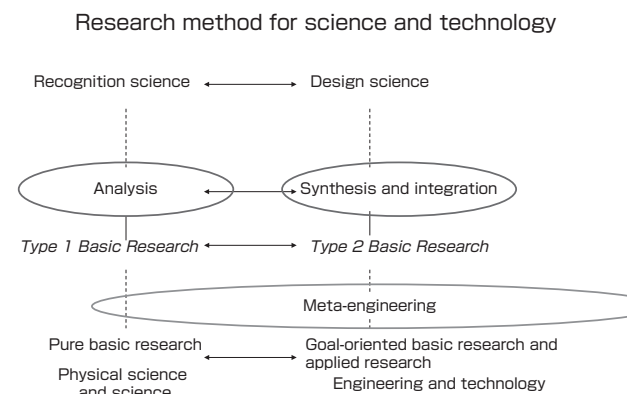 Research method for science and technology
Recognition science
Design science
Analysis
Synthesis and integration
Type 1 Basic Research
Type 2 Basic Research
Meta-engineering
Pure basic research
Goal-oriented basic research and
applied research
Physical science
and science
Engineering and technology